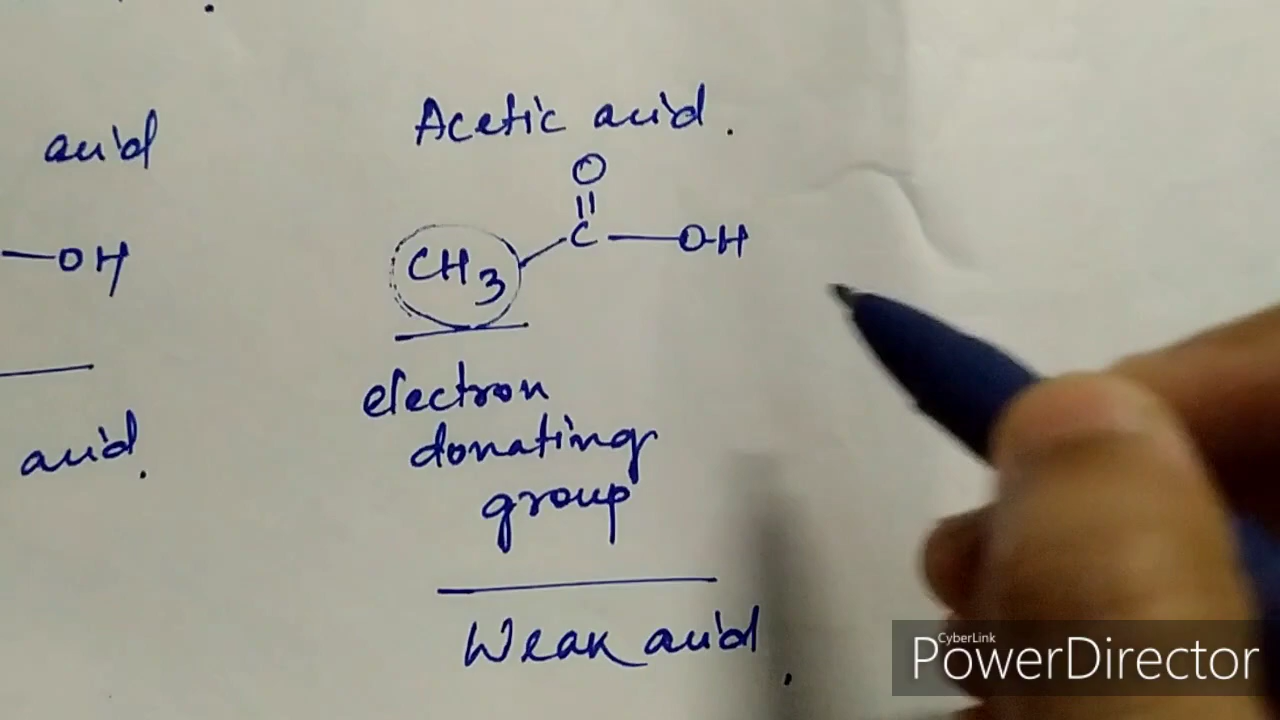 acid
—OH
acid.
Acetic acid.
O
||
CH3 C — OH
electron
donating
group
Weak acid.
CyberLink
PowerDirector